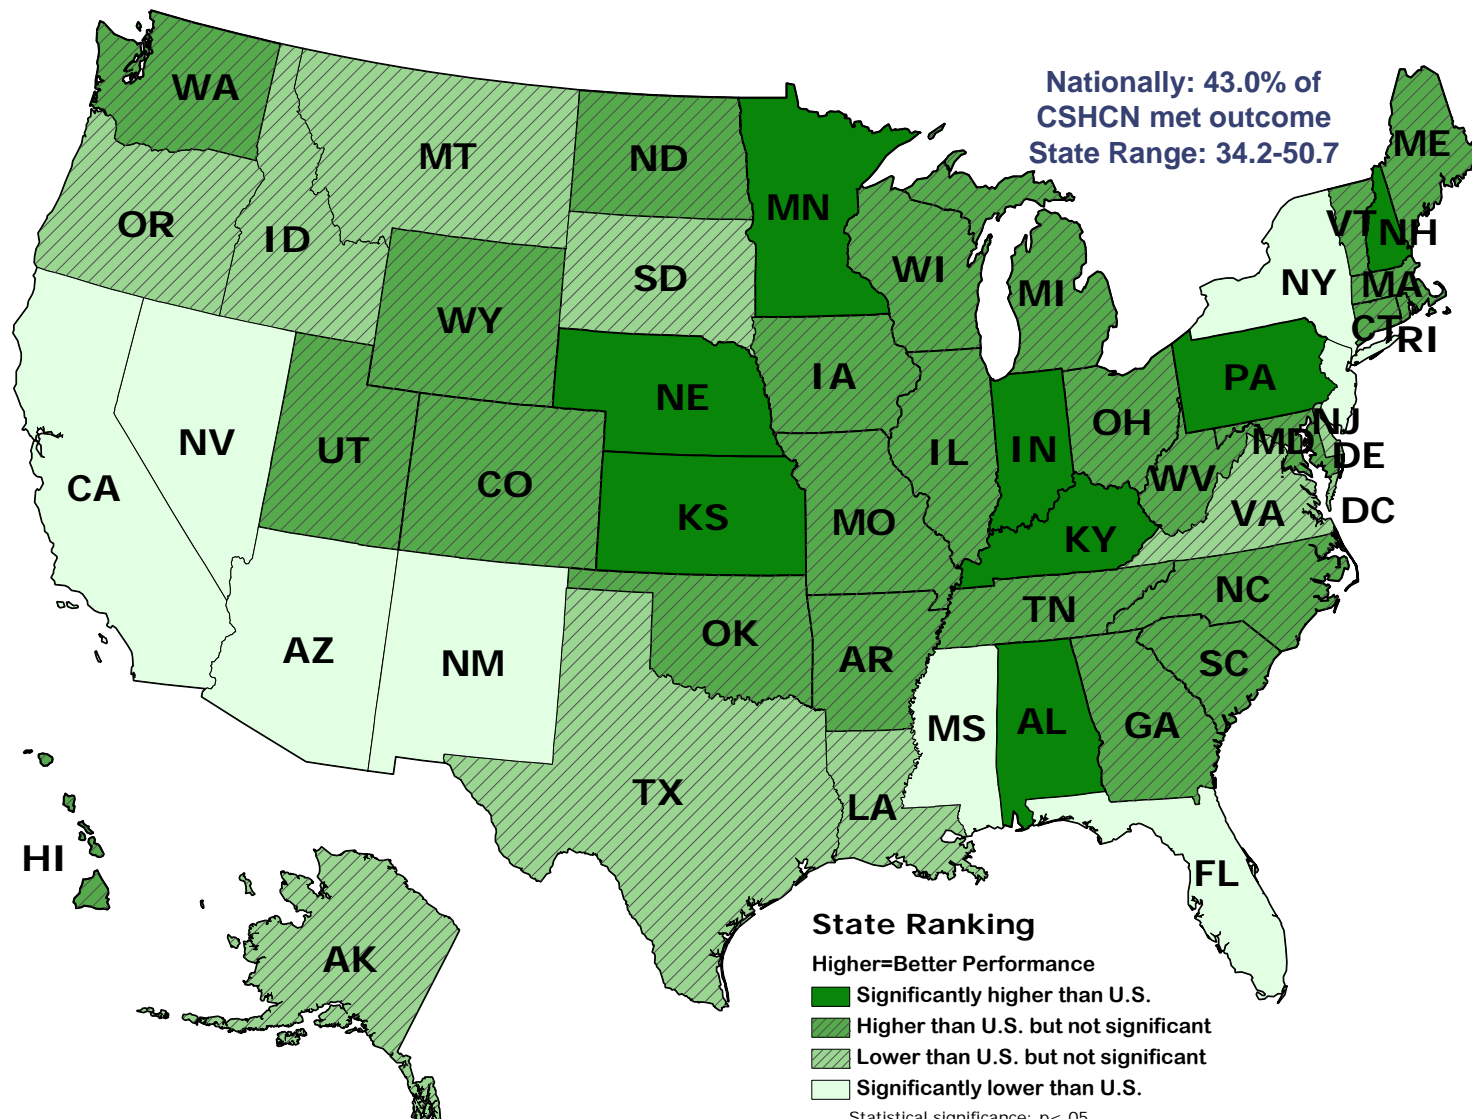 Nationally: 43.0% of
CSHCN met outcome
State Range: 34.2-50.7
WA
MT
ND
MN
ME
OR
ID
SD
WI
MI
VT
NH
NY
MA
WY
CT
RI
IA
PA
NE
NV
UT
CO
IL
IN
OH
NJ
MD
DE
CA
KS
MO
WV
VA
DC
KY
AZ
NM
OK
AR
TN
NC
SC
TX
LA
MS
AL
GA
HI
FL
AK
State Ranking
Higher=Better Performance
Significantly higher than U.S.
Higher than U.S. but not significant
Lower than U.S. but not significant
Significantly lower than U.S.
Statistical significance: p<.05